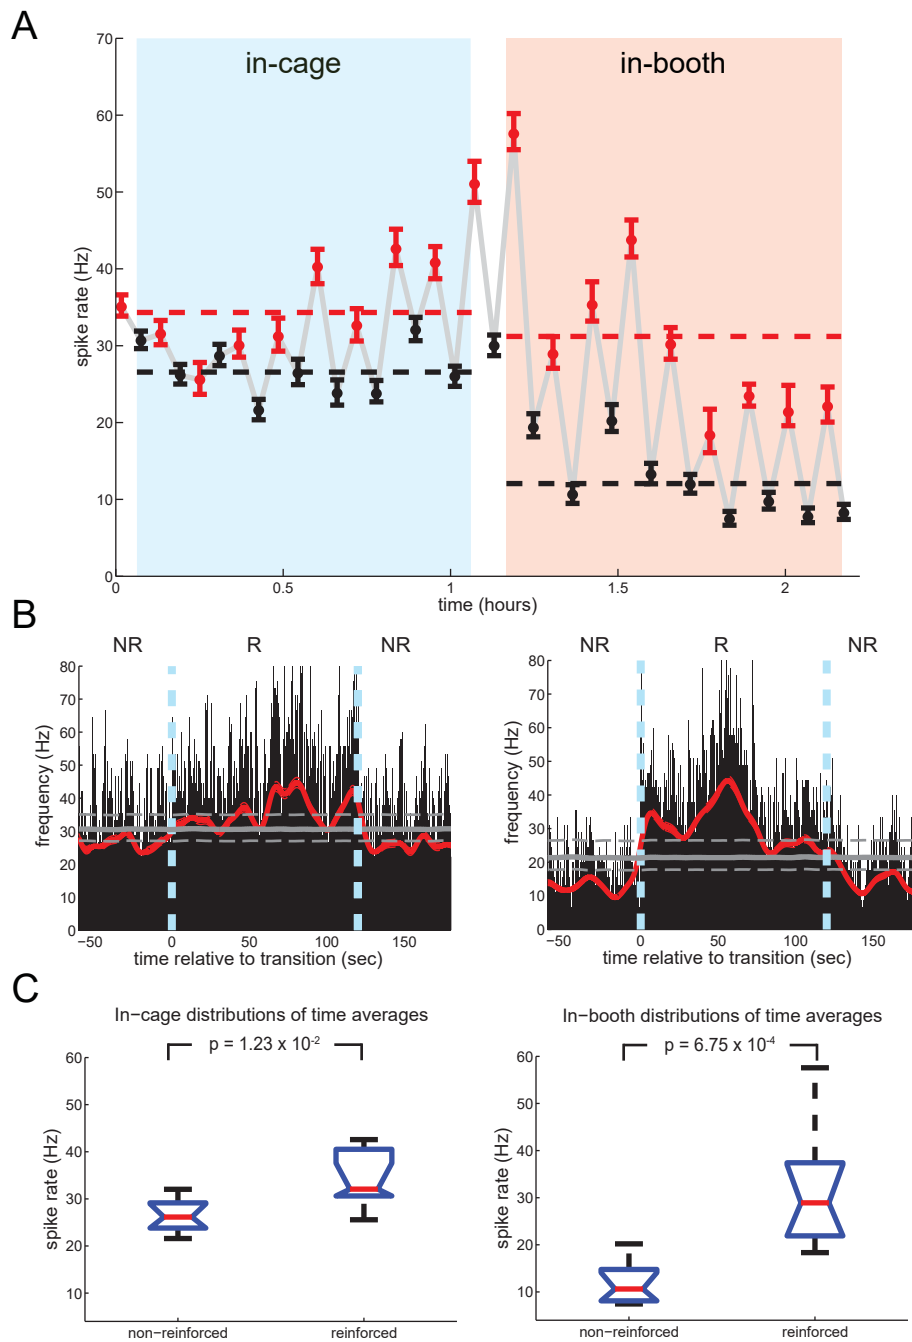 A
in-cage
in-booth
70
60
50
40
30
20
10
0
spike rate (Hz)
0
0.5
1
1.5
2
time (hours)
B
NR
R
NR
80
70
60
50
40
30
20
10
0
frequency (Hz)
−50
0
50
100
150
time relative to transition (sec)
NR
R
NR
80
70
60
50
40
30
20
10
0
frequency (Hz)
−50
0
50
100
150
time relative to transition (sec)
C
In−cage distributions of time averages
p = 1.23 x 10⁻²
60
50
40
30
20
10
spike rate (Hz)
non−reinforced
reinforced
In−booth distributions of time averages
p = 6.75 x 10⁻⁴
60
50
40
30
20
10
spike rate (Hz)
non−reinforced
reinforced